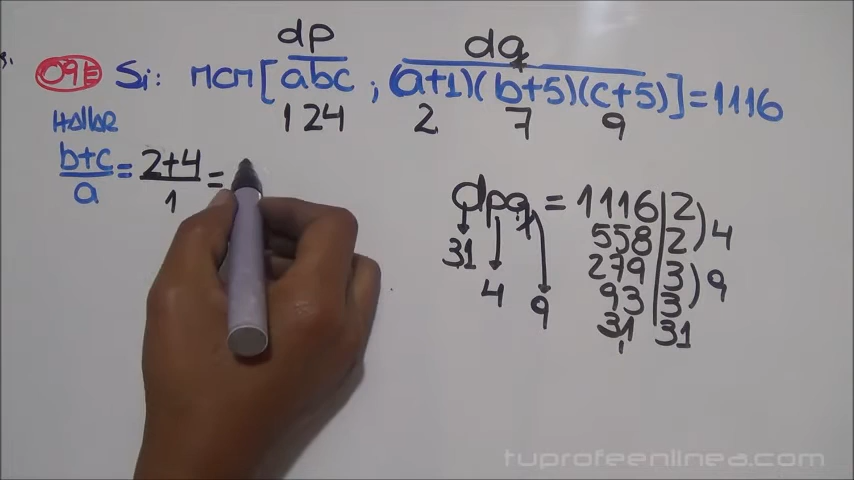 dp dq
09 Si: MCM[abc ; (a+1)(b+5)(c+5)]=1116
124 2 7 9
Hallar
b+c/a = 2+4/1 =
dpq = 1116 | 2
558 | 2 ) 4
279 | 3
93 | 3 ) 9
31 31
31
4
9
tuprofeenlinea.com